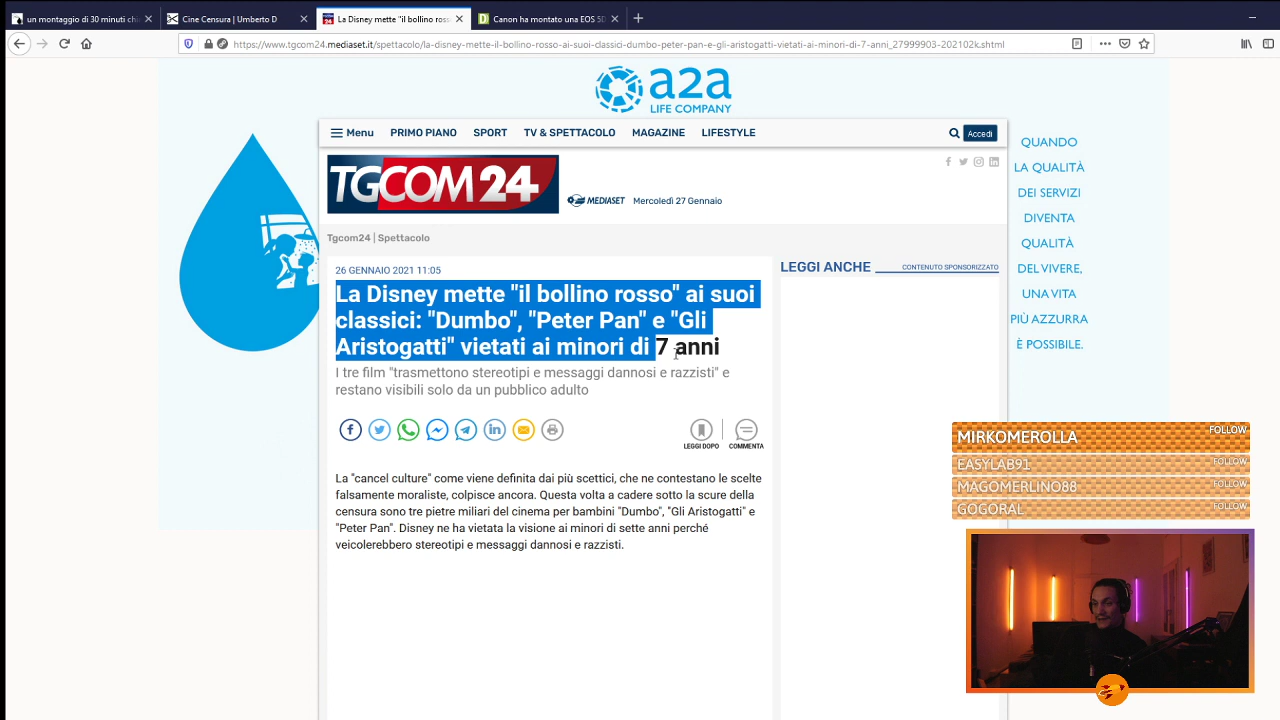 un montaggio di 30 minuti chi
Cine Censura | Umberto D
La Disney mette "il bollino ross
Canon ha montato una EOS 5D
https://www.tgcom24.mediaset.it/spettacolo/la-disney-mette-il-bollino-rosso-ai-suoi-classici-dumbo-peter-pan-e-gli-aristogatti-vietati-ai-minori-di-7-anni_27999903-202102k.shtml
a2a
LIFE COMPANY
Menu PRIMO PIANO SPORT TV & SPETTACOLO MAGAZINE LIFESTYLE Accedi
TGCOM 24
MEDIASET Mercoledì 27 Gennaio
QUANDO
LA QUALITÀ
DEI SERVIZI
DIVENTA
QUALITÀ
DEL VIVERE,
UNA VITA
PIÙ AZZURRA
È POSSIBILE.
Tgcom24 | Spettacolo
26 GENNAIO 2021 11:05
La Disney mette "il bollino rosso" ai suoi
classici: "Dumbo", "Peter Pan" e "Gli
Aristogatti" vietati ai minori di 7 anni
I tre film "trasmettono stereotipi e messaggi dannosi e razzisti" e
restano visibili solo da un pubblico adulto
LEGGI DOPO COMMENTA
La "cancel culture" come viene definita dai più scettici, che ne contestano le scelte
falsamente moraliste, colpisce ancora. Questa volta a cadere sotto la scure della
censura sono tre pietre miliari del cinema per bambini "Dumbo", "Gli Aristogatti" e
"Peter Pan". Disney ne ha vietata la visione ai minori di sette anni perché
veicolerebbero stereotipi e messaggi dannosi e razzisti.
LEGGI ANCHE CONTENUTO SPONSORIZZATO
MIRKOMEROLLA FOLLOW
EASYLAB91 FOLLOW
MAGOMERLINO88 FOLLOW
GOGORAL FOLLOW